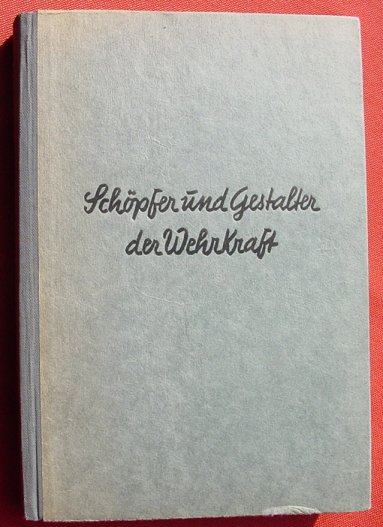 Schöpfer und Gestalter
der Wehrkraft